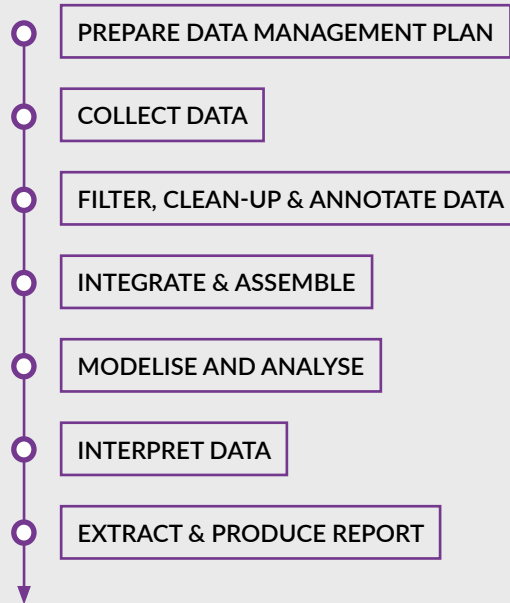 PREPARE DATA MANAGEMENT PLAN
COLLECT DATA
FILTER, CLEAN-UP & ANNOTATE DATA
INTEGRATE & ASSEMBLE
MODELISE AND ANALYSE
INTERPRET DATA
EXTRACT & PRODUCE REPORT